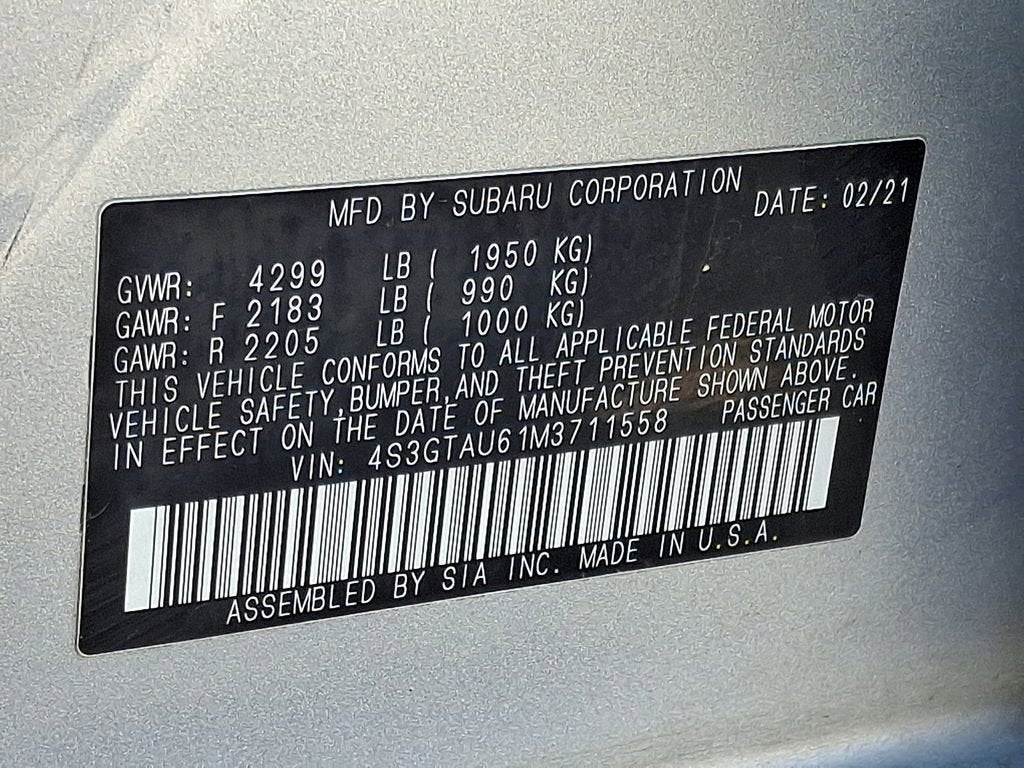 MFD BY SUBARU CORPORATION DATE: 02/21
GVWR: 4299 LB ( 1950 KG)
GAWR: F 2183 LB ( 990 KG)
GAWR: R 2205 LB ( 1000 KG)
THIS VEHICLE CONFORMS TO ALL APPLICABLE FEDERAL MOTOR
VEHICLE SAFETY,BUMPER,AND THEFT PREVENTION STANDARDS
IN EFFECT ON THE DATE OF MANUFACTURE SHOWN ABOVE.
VIN: 4S3GTAU61M3711558 PASSENGER CAR
ASSEMBLED BY SIA INC. MADE IN U.S.A.